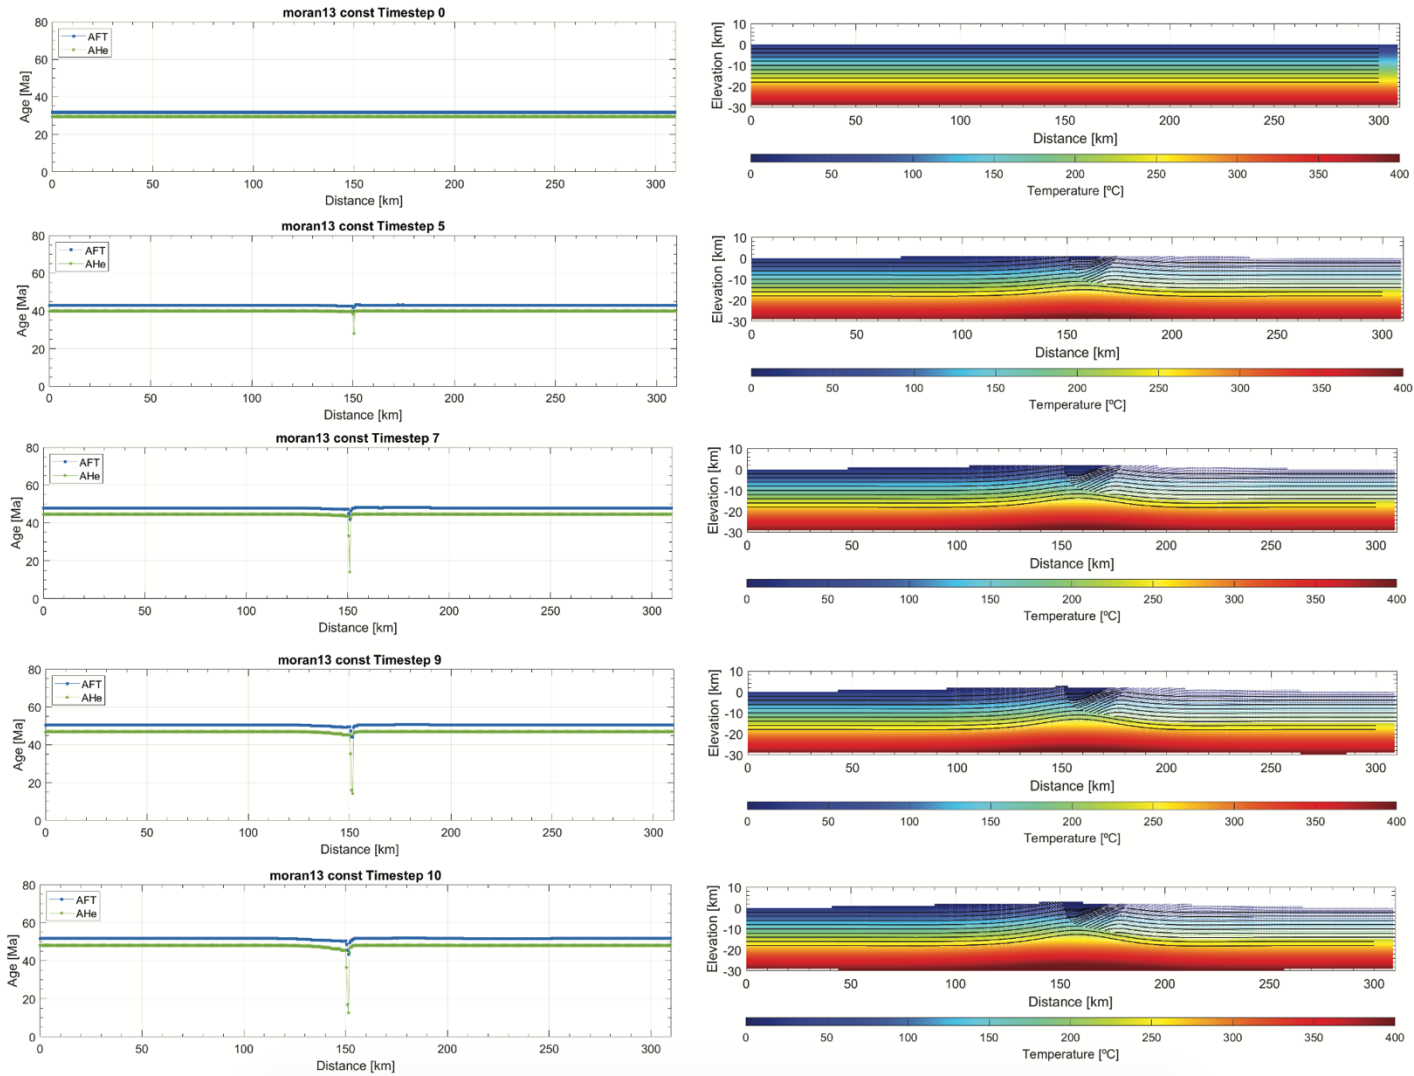 moran13 const Timestep 0
80
60
40
20
0
Age [Ma]
AFT
AHe
0 50 100 150 200 250 300
Distance [km]
10
0
-10
-20
-30
Elevation [km]
50 100 150 200 250 300
Distance [km]
0 50 100 150 200 250 300 350 400
Temperature [ºC]
moran13 const Timestep 5
80
60
40
20
0
Age [Ma]
AFT
AHe
0 50 100 150 200 250 300
Distance [km]
10
0
-10
-20
-30
Elevation [km]
0 50 100 150 200 250 300
Distance [km]
0 50 100 150 200 250 300 350 400
Temperature [ºC]
moran13 const Timestep 7
80
60
40
20
0
Age [Ma]
AFT
AHe
0 50 100 150 200 250 300
Distance [km]
10
0
-10
-20
-30
Elevation [km]
0 50 100 150 200 250 300
Distance [km]
0 50 100 150 200 250 300 350 400
Temperature [ºC]
moran13 const Timestep 9
80
60
40
20
0
Age [Ma]
AFT
AHe
0 50 100 150 200 250 300
Distance [km]
10
0
-10
-20
-30
Elevation [km]
0 50 100 150 200 250 300
Distance [km]
0 50 100 150 200 250 300 350 400
Temperature [ºC]
moran13 const Timestep 10
80
60
40
20
0
Age [Ma]
AFT
AHe
0 50 100 150 200 250 300
Distance [km]
10
0
-10
-20
-30
Elevation [km]
0 50 100 150 200 250 300
Distance [km]
0 50 100 150 200 250 300 350 400
Temperature [ºC]